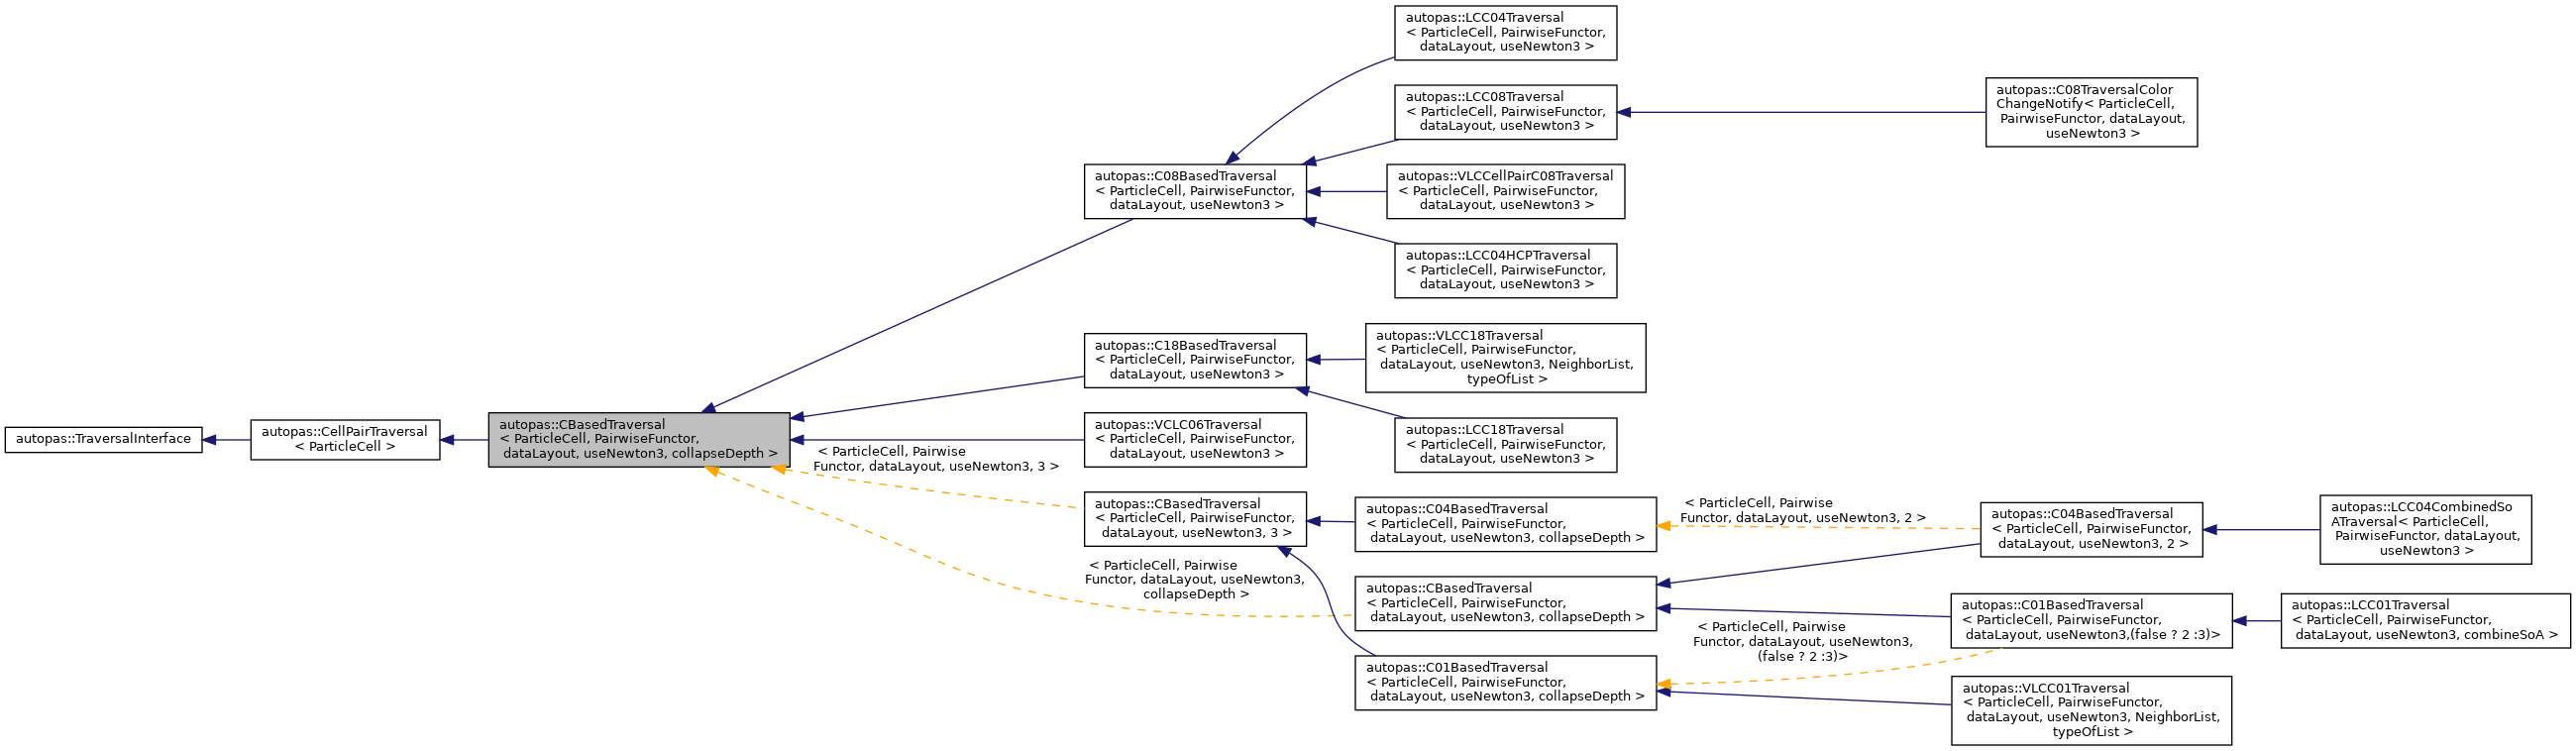 autopas::TraversalInterface
autopas::CellPairTraversal
< ParticleCell >
autopas::CBasedTraversal
< ParticleCell, PairwiseFunctor,
dataLayout, useNewton3, collapseDepth >
autopas::C08BasedTraversal
< ParticleCell, PairwiseFunctor,
dataLayout, useNewton3 >
autopas::LCC04Traversal
< ParticleCell, PairwiseFunctor,
dataLayout, useNewton3 >
autopas::LCC08Traversal
< ParticleCell, PairwiseFunctor,
dataLayout, useNewton3 >
autopas::C08TraversalColor
ChangeNotify< ParticleCell,
PairwiseFunctor, dataLayout,
useNewton3 >
autopas::VLCCellPairC08Traversal
< ParticleCell, PairwiseFunctor,
dataLayout, useNewton3 >
autopas::LCC04HCPTraversal
< ParticleCell, PairwiseFunctor,
dataLayout, useNewton3 >
autopas::C18BasedTraversal
< ParticleCell, PairwiseFunctor,
dataLayout, useNewton3 >
autopas::VLCC18Traversal
< ParticleCell, PairwiseFunctor,
dataLayout, useNewton3, NeighborList,
typeOfList >
autopas::LCC18Traversal
< ParticleCell, PairwiseFunctor,
dataLayout, useNewton3 >
autopas::VCLC06Traversal
< ParticleCell, PairwiseFunctor,
dataLayout, useNewton3 >
< ParticleCell, Pairwise
Functor, dataLayout, useNewton3, 3 >
autopas::CBasedTraversal
< ParticleCell, PairwiseFunctor,
dataLayout, useNewton3, 3 >
autopas::C04BasedTraversal
< ParticleCell, PairwiseFunctor,
dataLayout, useNewton3, collapseDepth >
< ParticleCell, Pairwise
Functor, dataLayout, useNewton3, 2 >
autopas::C04BasedTraversal
< ParticleCell, PairwiseFunctor,
dataLayout, useNewton3, 2 >
autopas::LCC04CombinedSo
ATraversal< ParticleCell,
PairwiseFunctor, dataLayout,
useNewton3 >
< ParticleCell, Pairwise
Functor, dataLayout, useNewton3,
collapseDepth >
autopas::CBasedTraversal
< ParticleCell, PairwiseFunctor,
dataLayout, useNewton3, collapseDepth >
autopas::C01BasedTraversal
< ParticleCell, PairwiseFunctor,
dataLayout, useNewton3,(false ? 2 :3)>
autopas::LCC01Traversal
< ParticleCell, PairwiseFunctor,
dataLayout, useNewton3, combineSoA >
< ParticleCell, Pairwise
Functor, dataLayout, useNewton3,
(false ? 2 :3)>
autopas::C01BasedTraversal
< ParticleCell, PairwiseFunctor,
dataLayout, useNewton3, collapseDepth >
autopas::VLCC01Traversal
< ParticleCell, PairwiseFunctor,
dataLayout, useNewton3, NeighborList,
typeOfList >